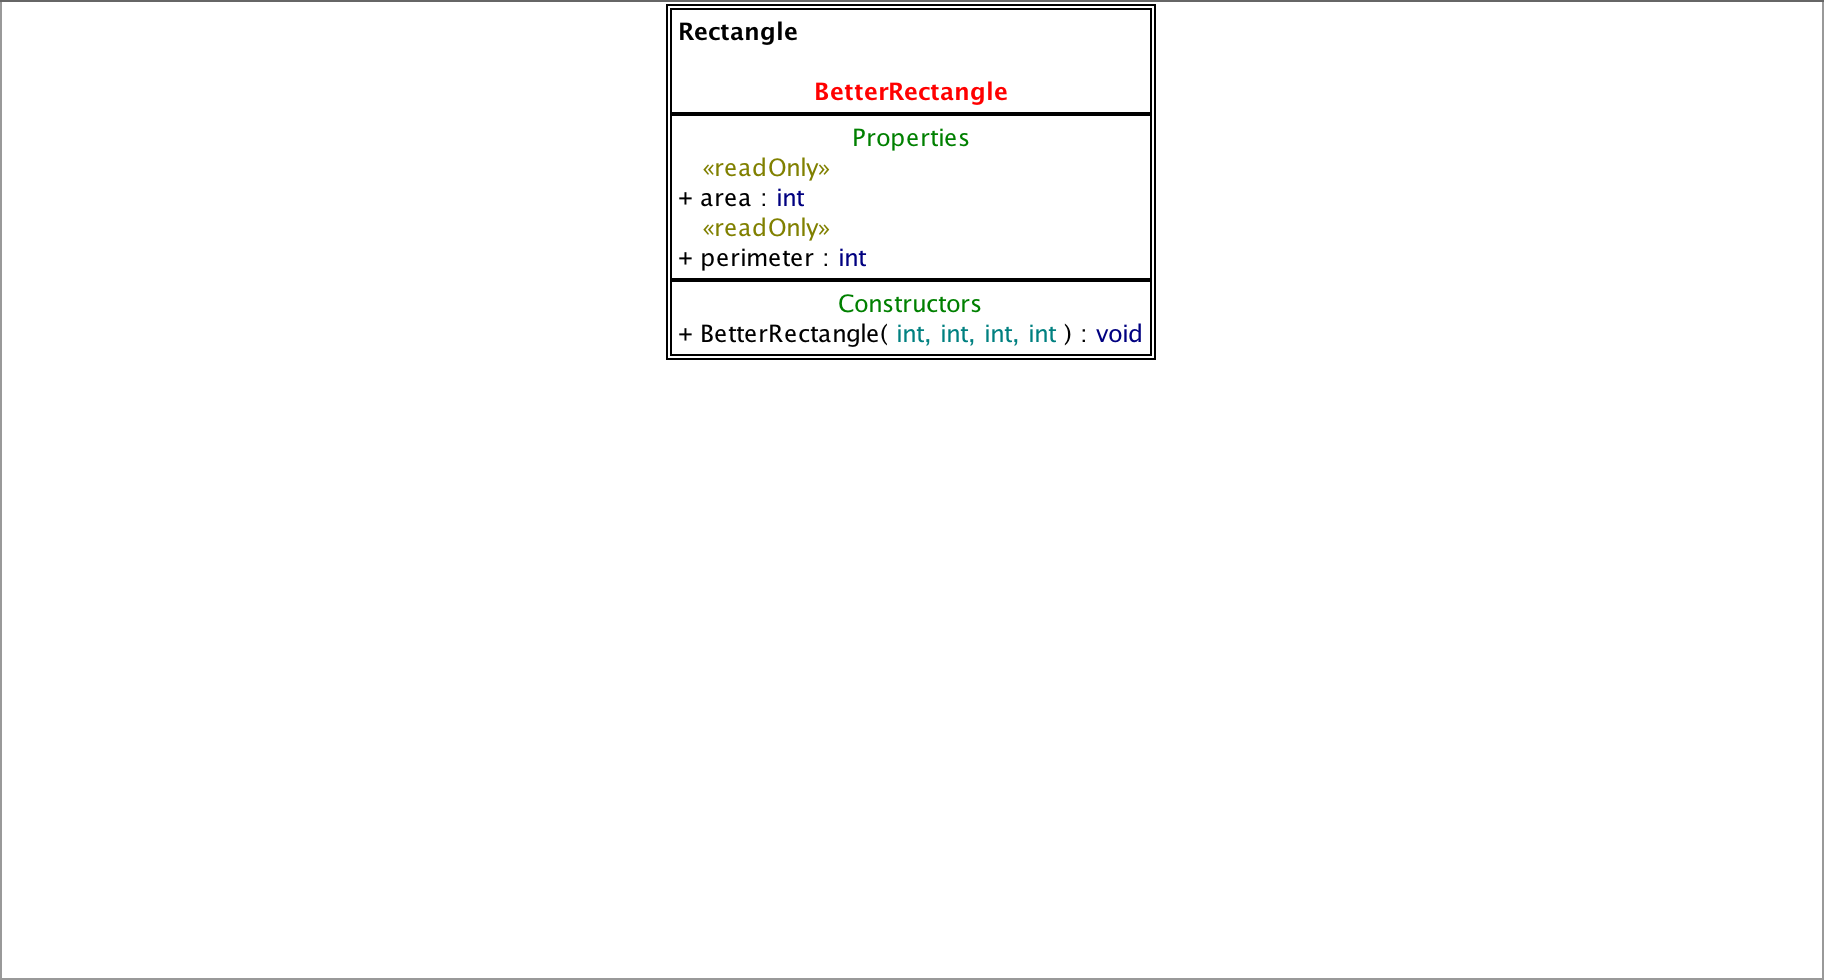 Rectangle
BetterRectangle
Properties
«readOnly»
+ area : int
«readOnly»
+ perimeter : int
Constructors
+ BetterRectangle( int, int, int, int ) : void